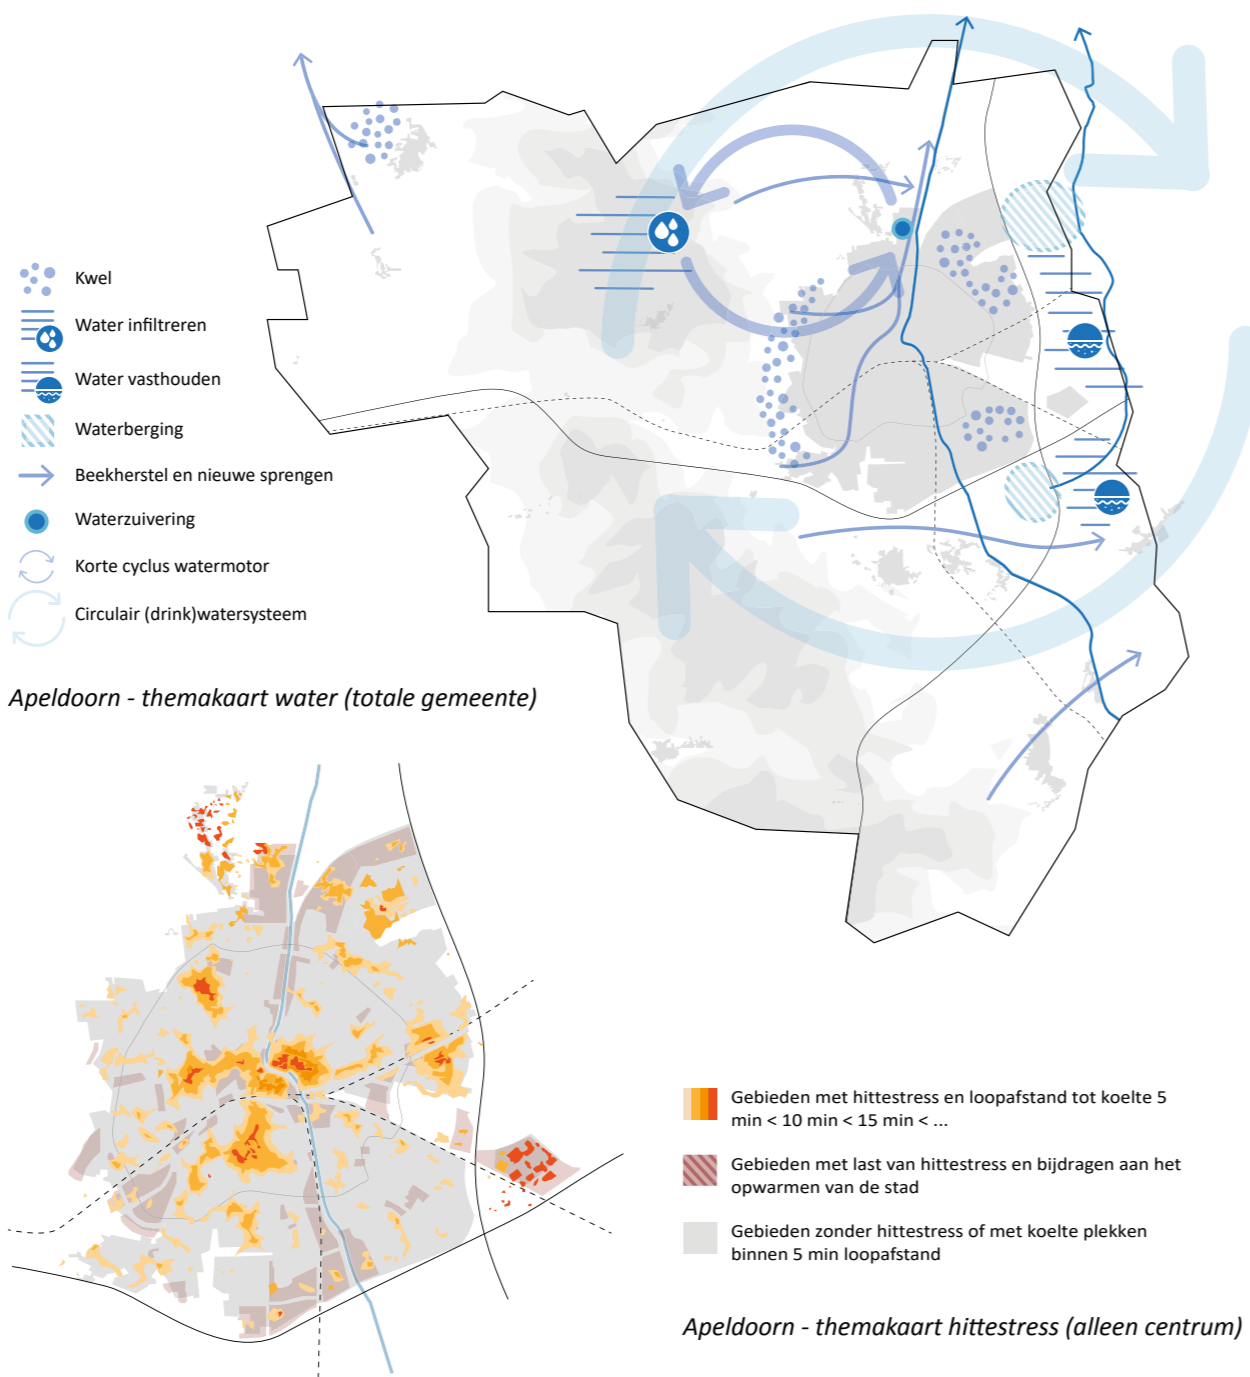 Kwel
Water infiltreren
Water vasthouden
Waterberging
Beekherstel en nieuwe sprengen
Waterzuivering
Korte cyclus watermotor
Circulair (drink)watersysteem
Apeldoorn - themakaart water (totale gemeente)
Gebieden met hittestress en loopafstand tot koelte 5
min < 10 min < 15 min < ...
Gebieden met last van hittestress en bijdragen aan het
opwarmen van de stad
Gebieden zonder hittestress of met koelte plekken
binnen 5 min loopafstand
Apeldoorn - themakaart hittestress (alleen centrum)